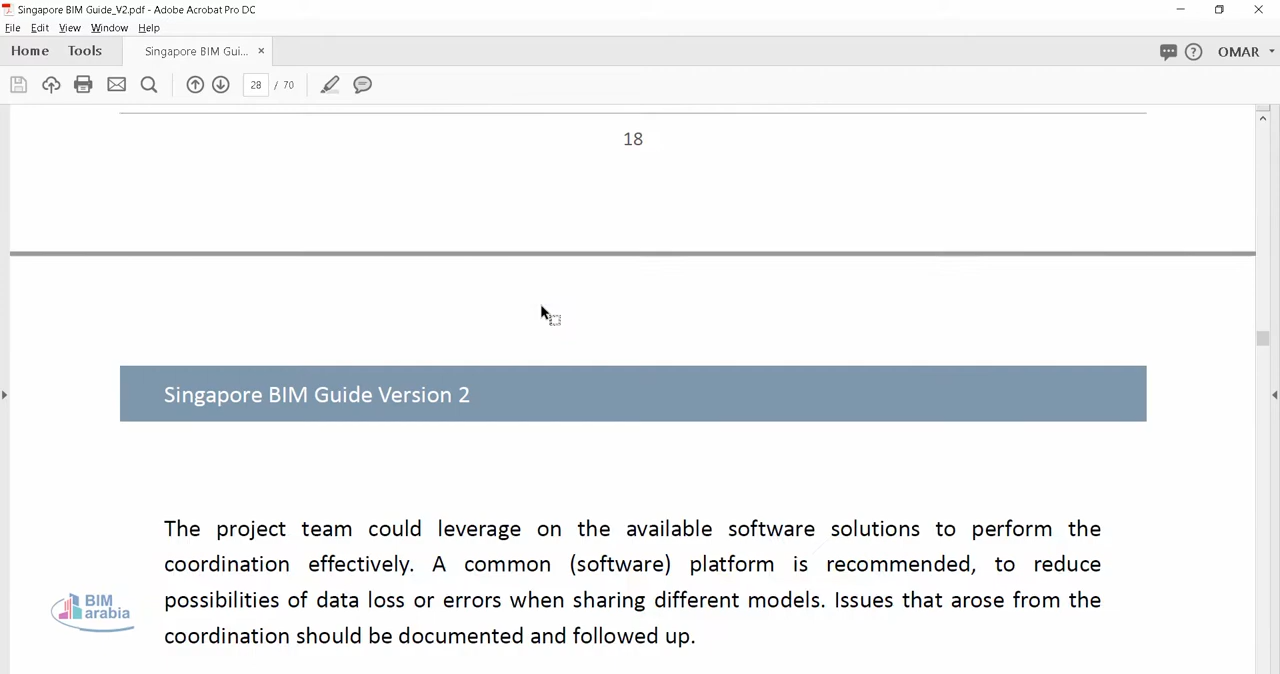 Singapore BIM Guide_V2.pdf - Adobe Acrobat Pro DC
File Edit View Window Help
Home Tools Singapore BIM Gui... × OMAR
28 / 70
18
Singapore BIM Guide Version 2
The project team could leverage on the available software solutions to perform the
coordination effectively. A common (software) platform is recommended, to reduce
possibilities of data loss or errors when sharing different models. Issues that arose from the
coordination should be documented and followed up.
BIM
arabia